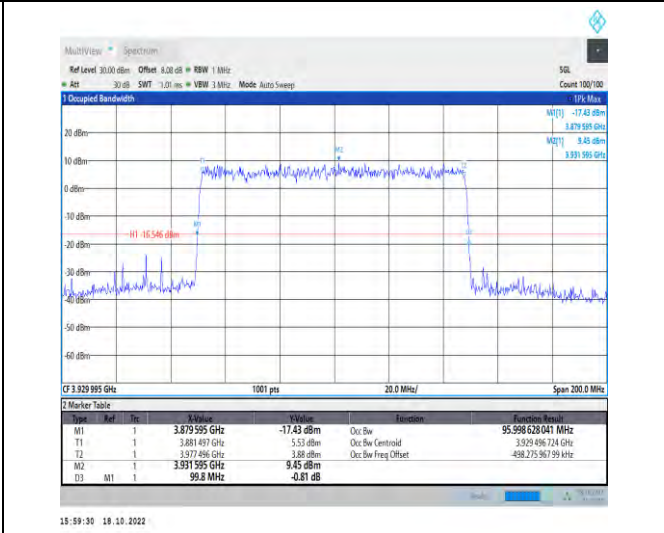 MultiView Spectrum
Ref Level 30.00 dBm Offset 8.00 dB RBW 1 MHz SGL
Att 30 dB SWT 1.01 ms VBW 3 MHz Mode Auto Sweep Count 100/100
1 Occupied Bandwidth 1Pk Max
M1[1] -17.43 dBm
3.879 595 GHz
M2[1] 9.45 dBm
3.931 595 GHz
20 dBm
M2
10 dBm
T1 T2
0 dBm
-10 dBm
M1
H1 -16.546 dBm
-20 dBm
-30 dBm
-40 dBm
-50 dBm
-60 dBm
CF 3.929 995 GHz 1001 pts 20.0 MHz/ Span 200.0 MHz
2 Marker Table
Type Ref Trc X-Value Y-Value Function Function Result
M1 1 3.879 595 GHz -17.43 dBm Occ Bw 95.998 628 041 MHz
T1 1 3.881 497 GHz 5.53 dBm Occ Bw Centroid 3.929 496 724 GHz
T2 1 3.977 496 GHz 3.88 dBm Occ Bw Freq Offset -498.275 967 99 kHz
M2 1 3.931 595 GHz 9.45 dBm
D3 M1 1 99.8 MHz -0.81 dB
Ready
15:59:30 18.10.2022